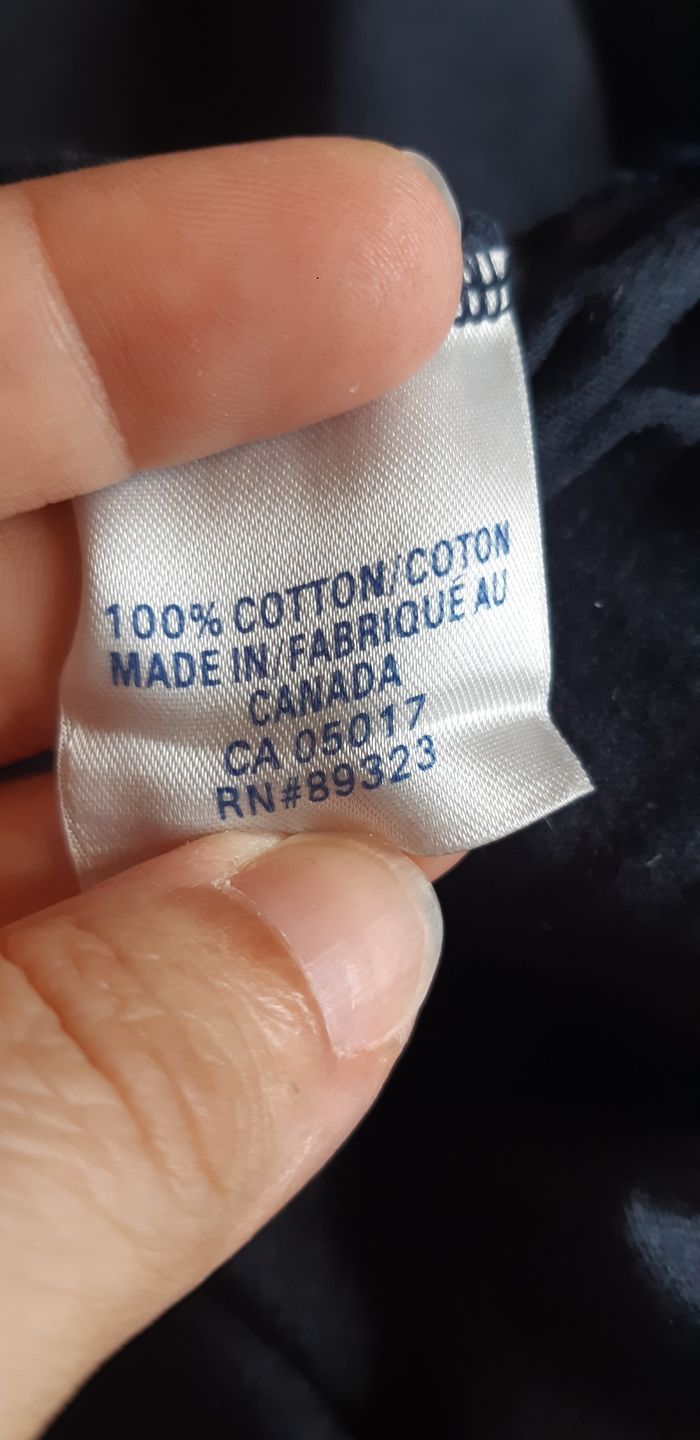 100% COTTON/COTON
MADE IN/FABRIQUÉ AU
CANADA
CA 05017
RN#89323